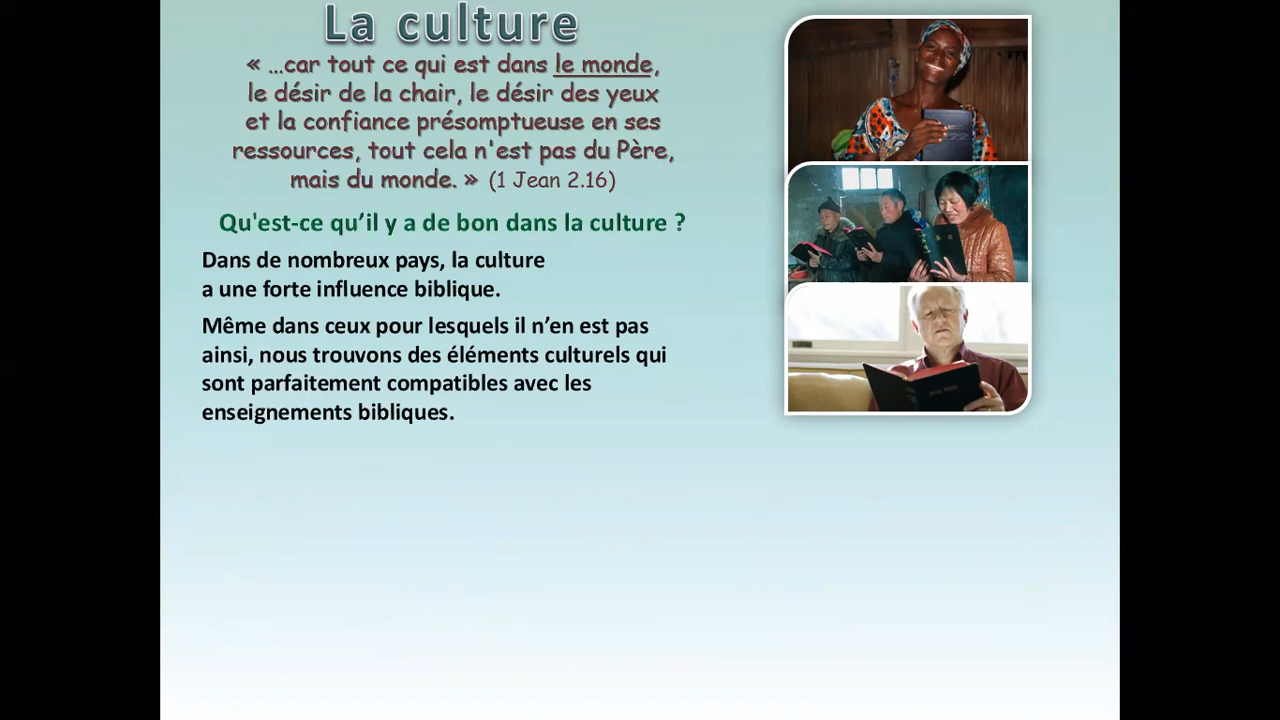 La culture
« …car tout ce qui est dans le monde,
le désir de la chair, le désir des yeux
et la confiance présomptueuse en ses
ressources, tout cela n'est pas du Père,
mais du monde. » (1 Jean 2.16)
Qu'est-ce qu’il y a de bon dans la culture ?
Dans de nombreux pays, la culture
a une forte influence biblique.
Même dans ceux pour lesquels il n’en est pas
ainsi, nous trouvons des éléments culturels qui
sont parfaitement compatibles avec les
enseignements bibliques.